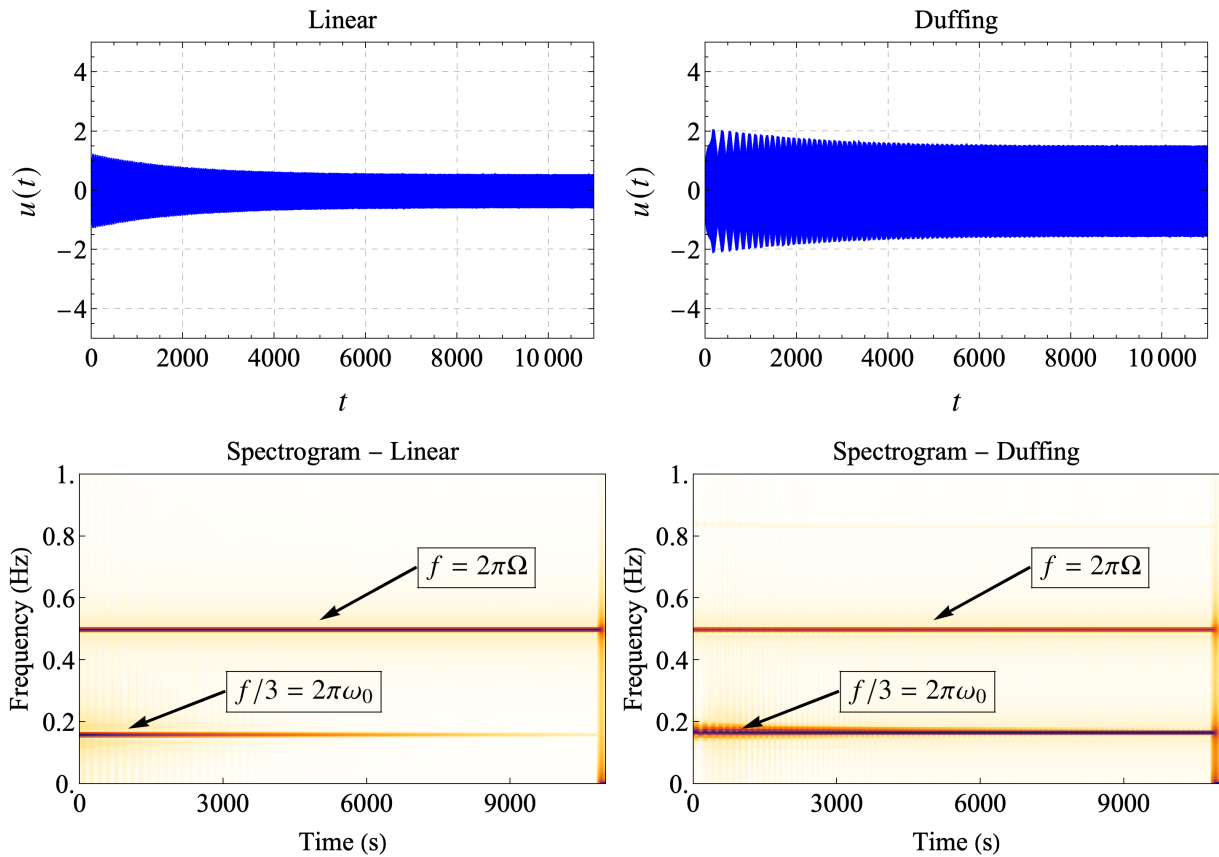 Linear
u(t)
4
2
0
−2
−4
0 2000 4000 6000 8000 10 000
t
Duffing
u(t)
4
2
0
−2
−4
0 2000 4000 6000 8000 10 000
t
Spectrogram − Linear
Frequency (Hz)
1.
0.8
0.6
0.4
0.2
0.
f = 2πΩ
f/3 = 2πω₀
0 3000 6000 9000
Time (s)
Spectrogram − Duffing
Frequency (Hz)
1.
0.8
0.6
0.4
0.2
0.
f = 2πΩ
f/3 = 2πω₀
0 3000 6000 9000
Time (s)